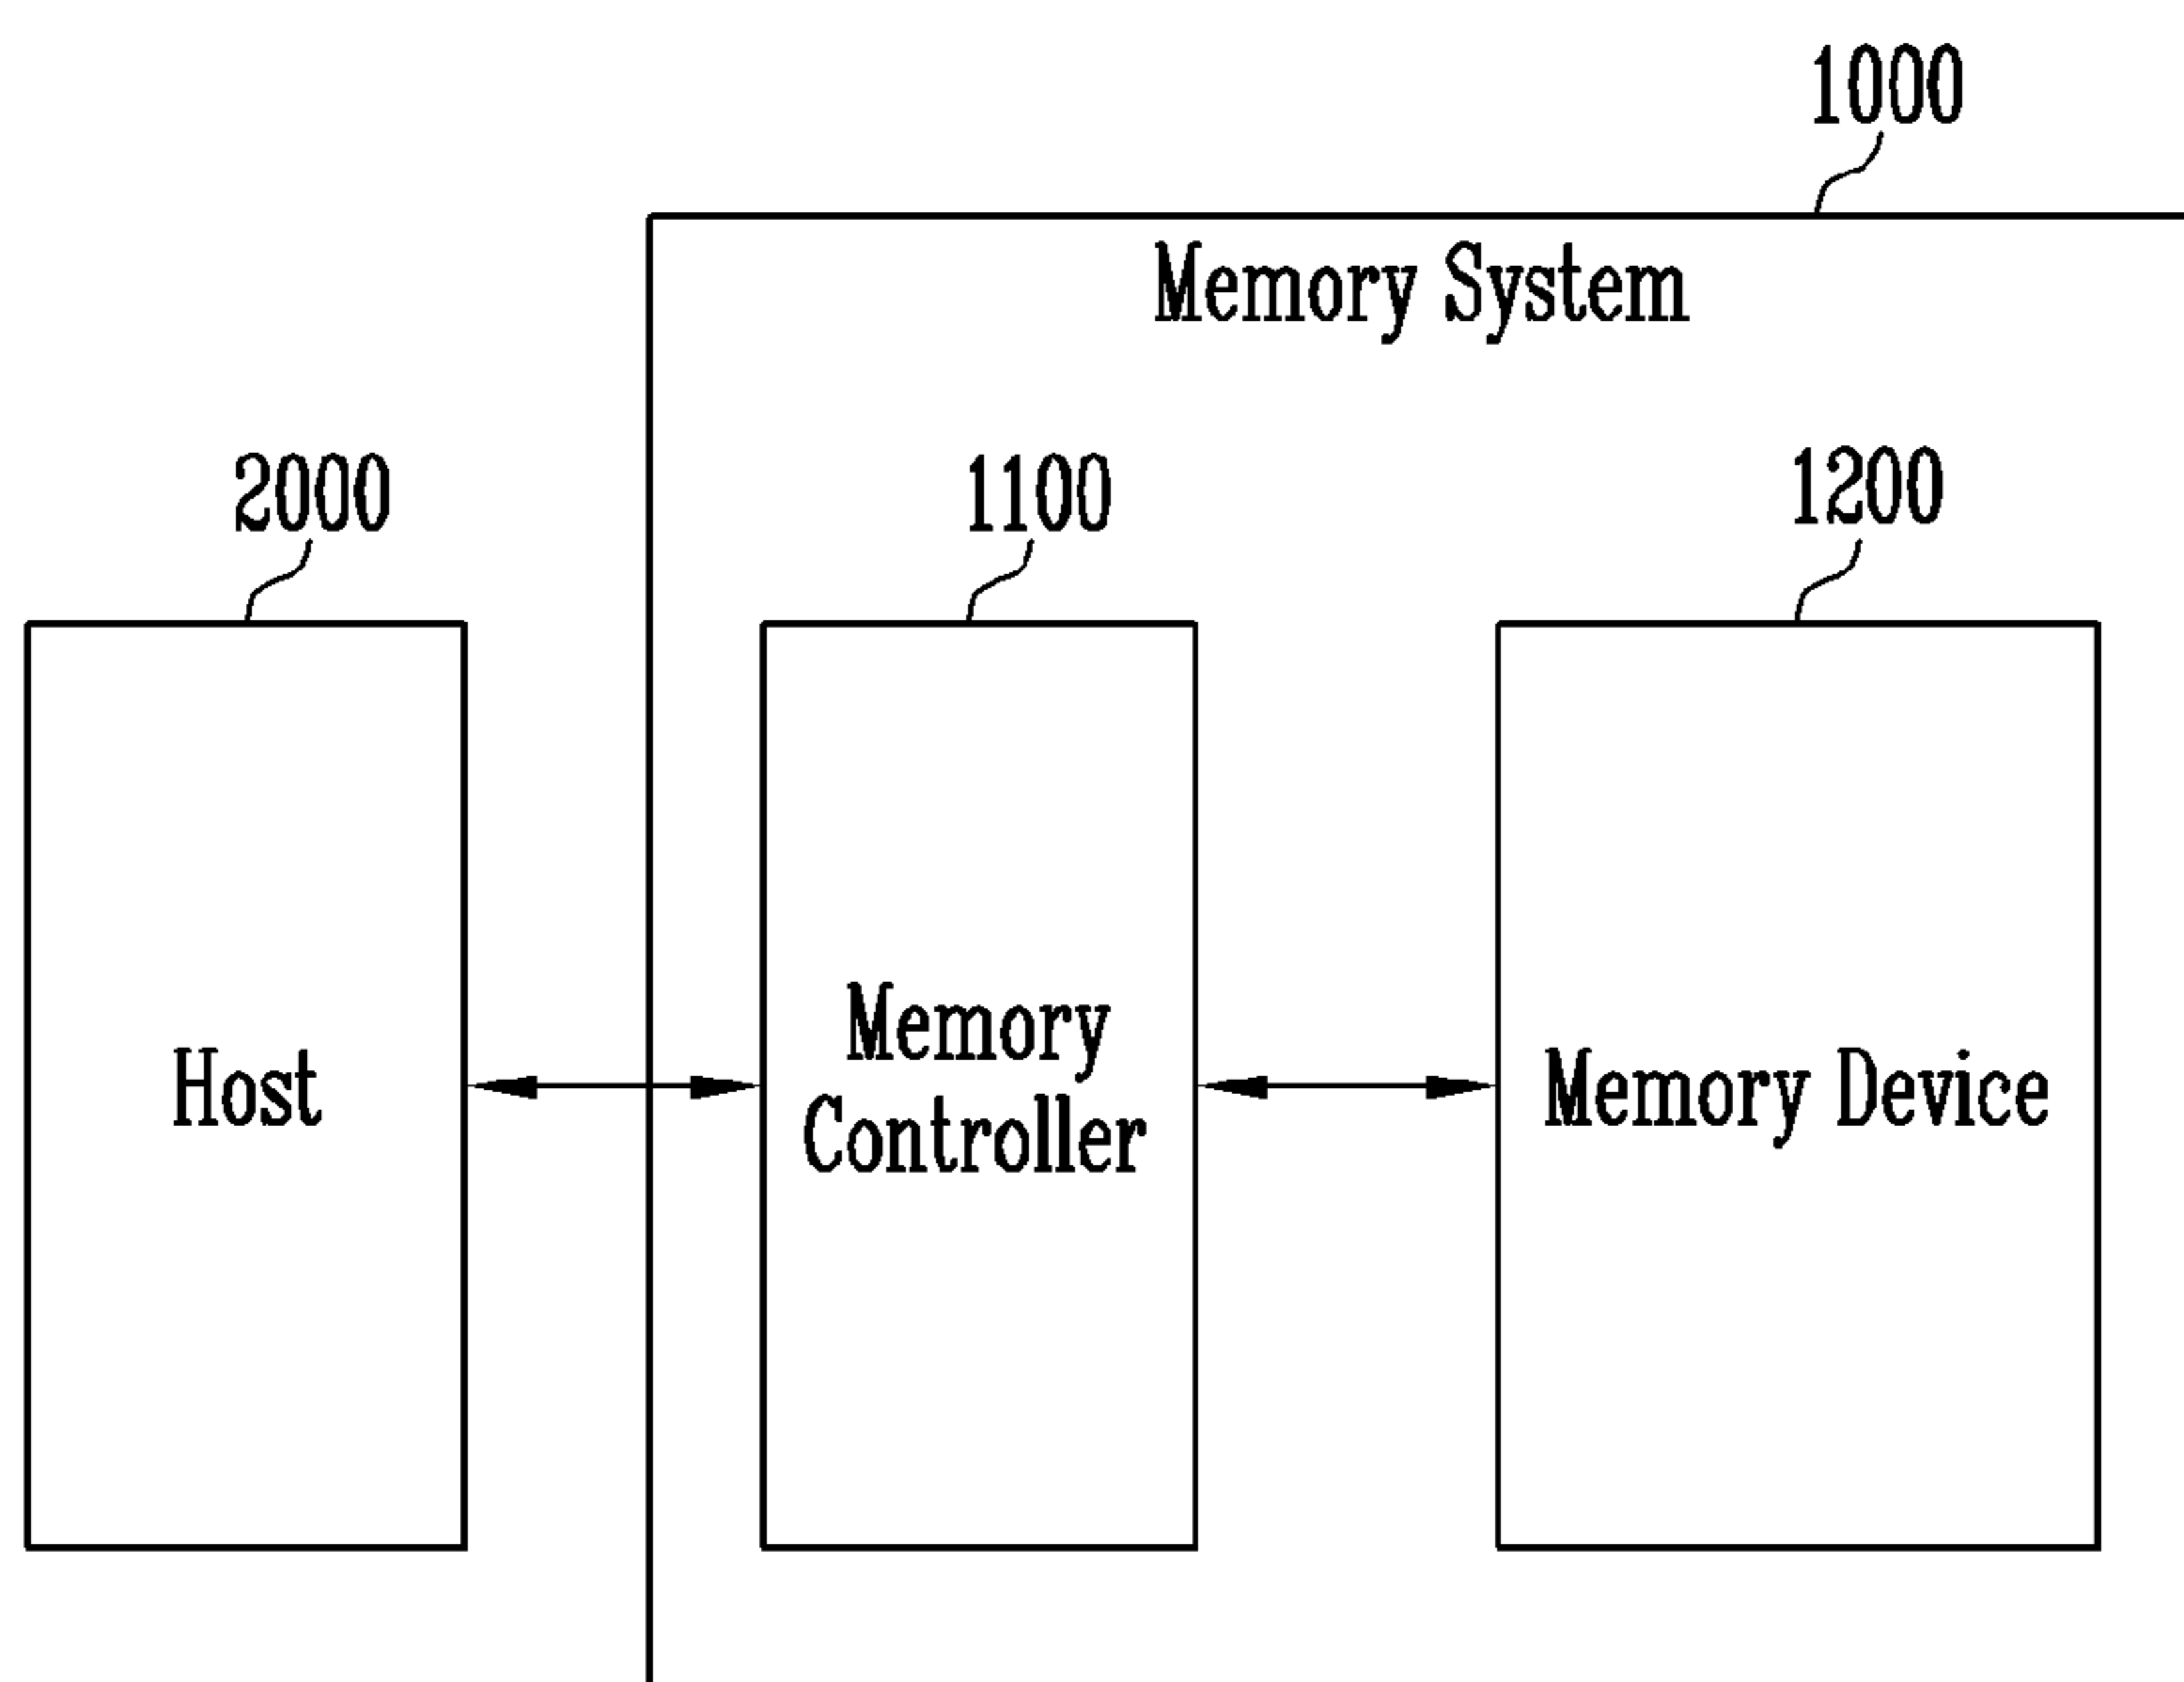 1000
Memory System
2000
1100
1200
Host
Memory
Controller
Memory Device